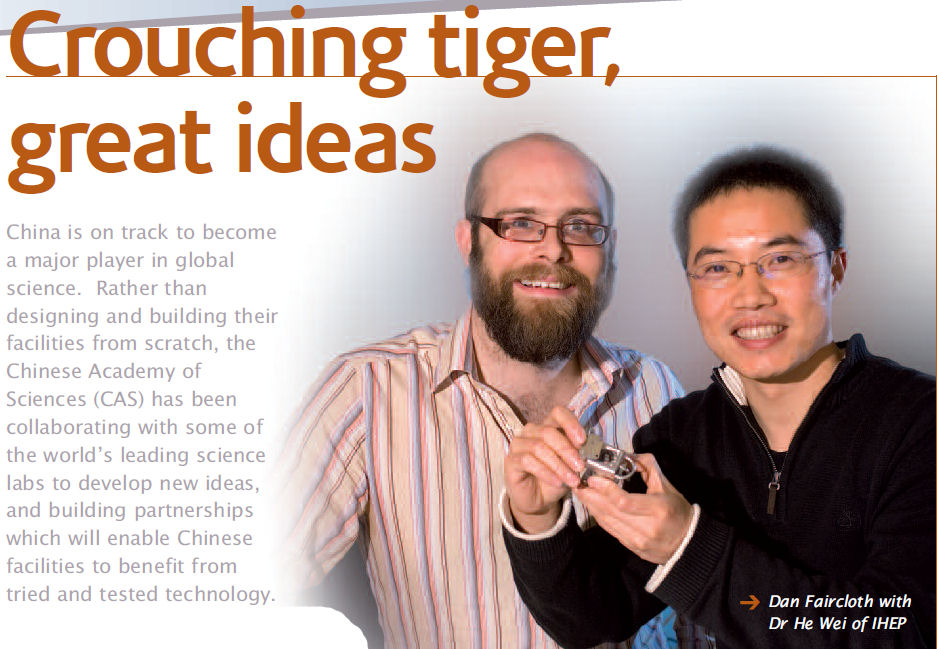 Crouching tiger,
great ideas
China is on track to become
a major player in global
science.  Rather than
designing and building their
facilities from scratch, the
Chinese Academy of
Sciences (CAS) has been
collaborating with some of
the world's leading science
labs to develop new ideas,
and building partnerships
which will enable Chinese
facilities to benefit from
tried and tested technology.
→ Dan Faircloth with
Dr He Wei of IHEP